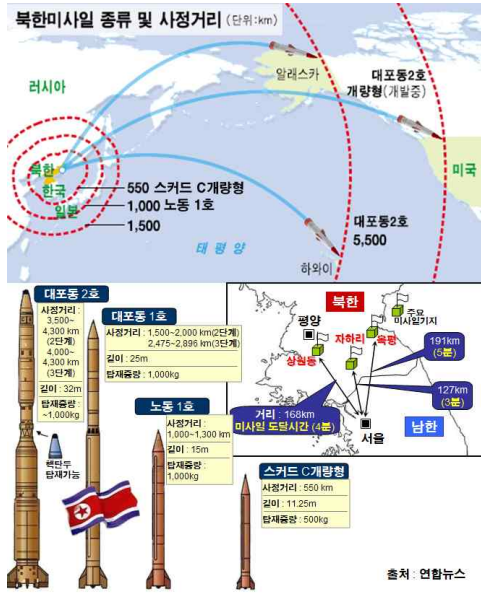 북한미사일 종류 및 사정거리 (단위:km)
알래스카
대포동2호
개량형(개발중)
러시아
북한
한국
일본
미국
550 스커드 C개량형
1,000 노동 1호
1,500
대포동2호
5,500
태 평 양
하와이
대포동 2호
사정거리 :
3,500~
4,300 km
(2단계)
4,000~
4,300 km
(3단계)
길이 : 32m
탑재중량 :
~1,000kg
핵탄두
탑재가능
대포동 1호
사정거리 : 1,500~2,000 km(2단계)
2,475~2,896 km(3단계)
길이 : 25m
탑재중량 : 1,000kg
노동 1호
사정거리 :
1,000~1,300 km
길이 : 15m
탑재중량 :
1,000kg
스커드 C개량형
사정거리 : 550 km
길이 : 11.25m
탑재중량 : 500kg
북한
주요
미사일기지
평양
자하리
옥평
상원동
191km
(5분)
127km
(3분)
거리 : 168km
미사일 도달시간 (4분)
서울
남한
출처 : 연합뉴스